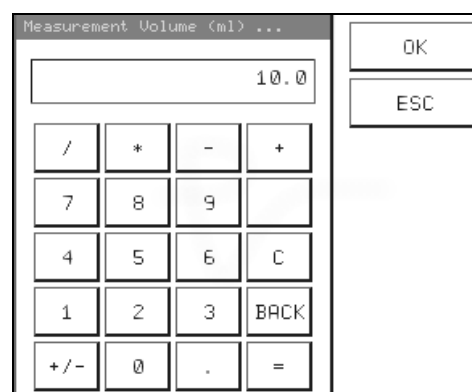 Measurement Volume (ml) ...
10.0
OK
ESC
/ * - +
7 8 9
4 5 6 C
1 2 3 BACK
+/- 0 . =